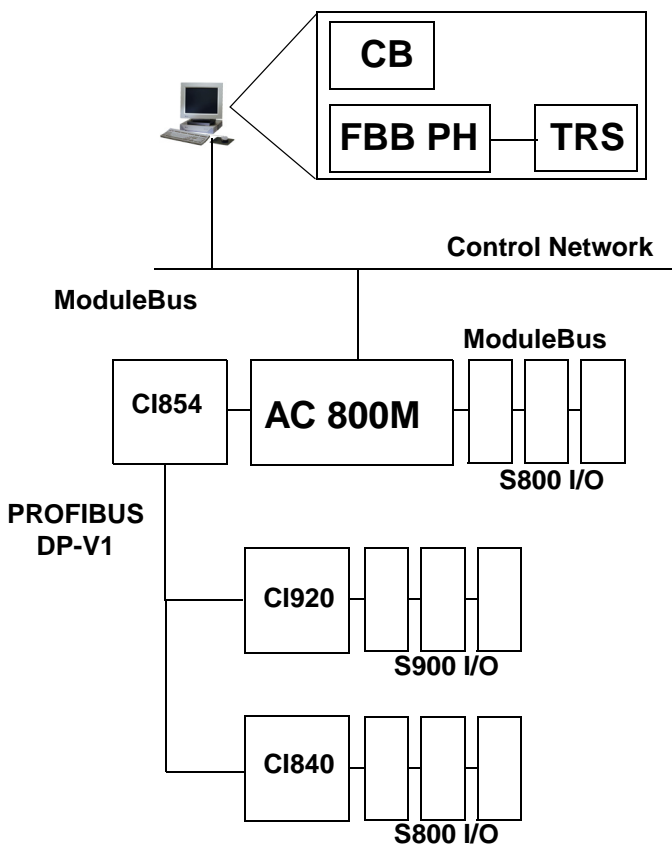 CB
FBB PH
TRS
Control Network
ModuleBus
ModuleBus
CI854
AC 800M
S800 I/O
PROFIBUS
DP-V1
CI920
S900 I/O
CI840
S800 I/O